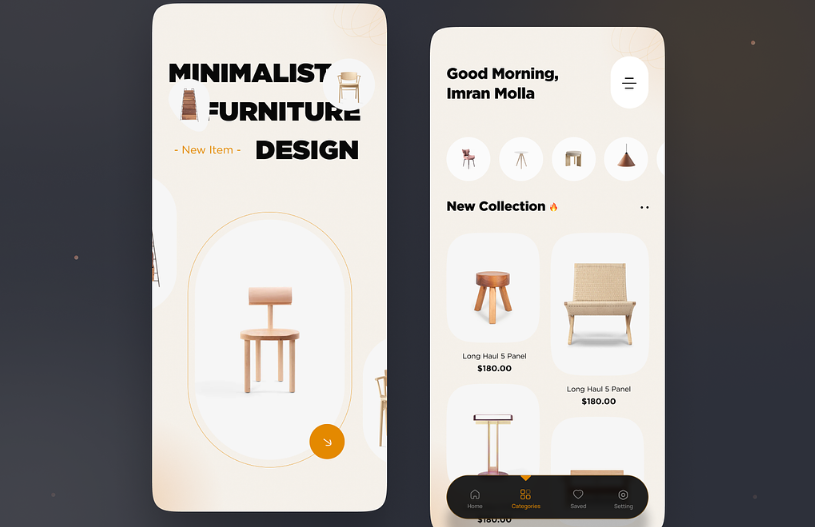 MINIMALIST
FURNITURE
- New Item - DESIGN
Good Morning,
Imran Molla
New Collection 🔥
Long Haul 5 Panel
$180.00
Long Haul 5 Panel
$180.00
Home Categories Saved Setting
$180.00